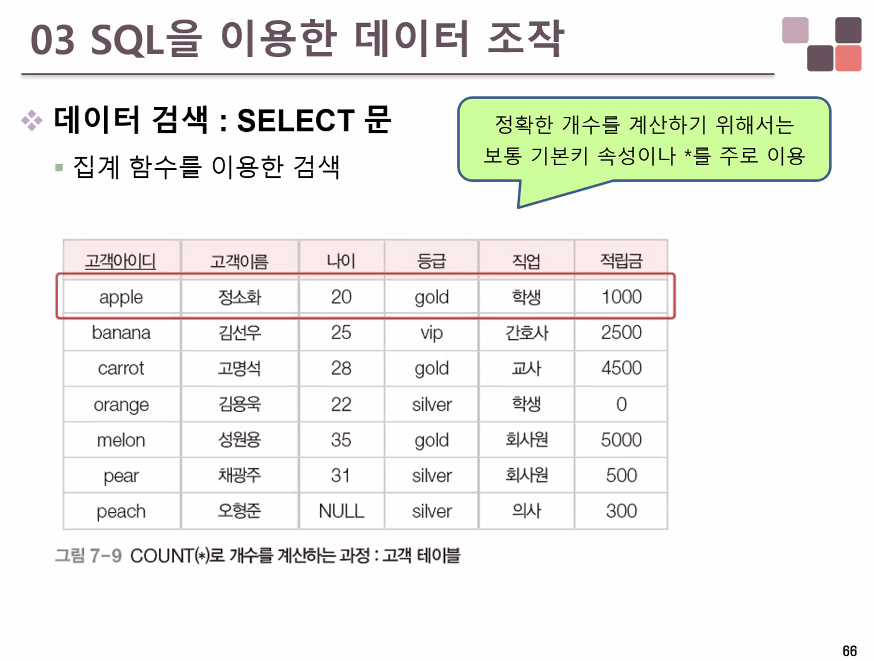 03 SQL을 이용한 데이터 조작
데이터 검색 : SELECT 문
집계 함수를 이용한 검색
정확한 개수를 계산하기 위해서는
보통 기본키 속성이나 *를 주로 이용
고객아이디 고객이름 나이 등급 직업 적립금
apple 정소화 20 gold 학생 1000
banana 김선우 25 vip 간호사 2500
carrot 고명석 28 gold 교사 4500
orange 김용욱 22 silver 학생 0
melon 성원용 35 gold 회사원 5000
pear 채광주 31 silver 회사원 500
peach 오형준 NULL silver 의사 300
그림 7-9 COUNT(*)로 개수를 계산하는 과정 : 고객 테이블
66